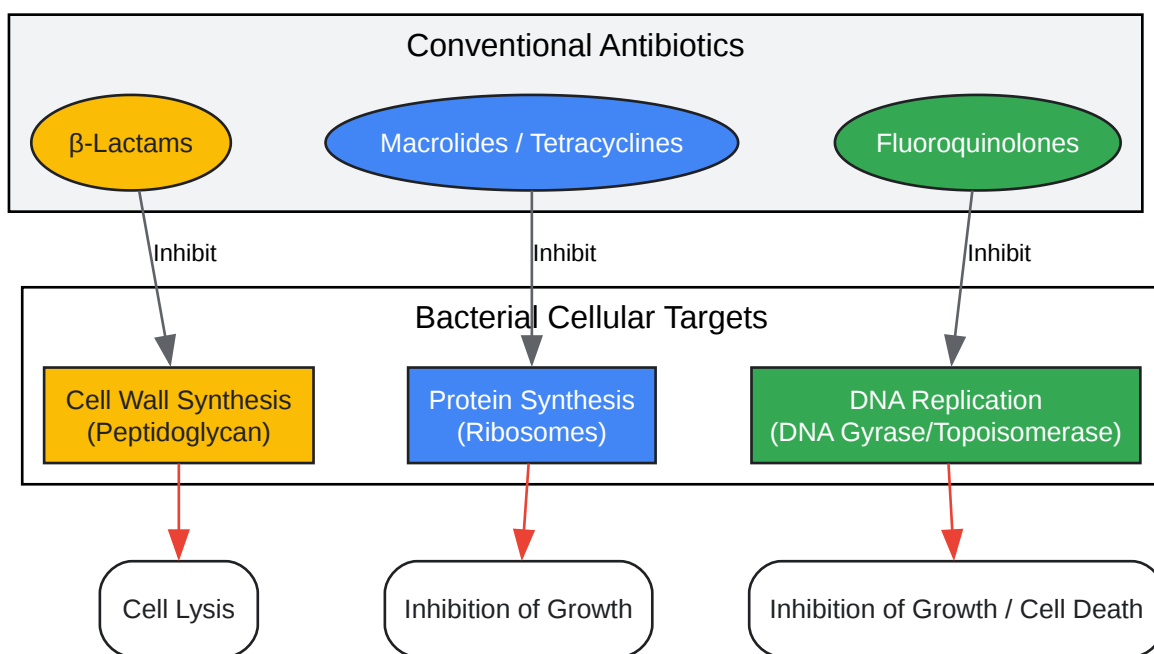 Conventional Antibiotics
β-Lactams
Macrolides / Tetracyclines
Fluoroquinolones
Inhibit
Inhibit
Inhibit
Bacterial Cellular Targets
Cell Wall Synthesis
(Peptidoglycan)
Protein Synthesis
(Ribosomes)
DNA Replication
(DNA Gyrase/Topoisomerase)
Cell Lysis
Inhibition of Growth
Inhibition of Growth / Cell Death